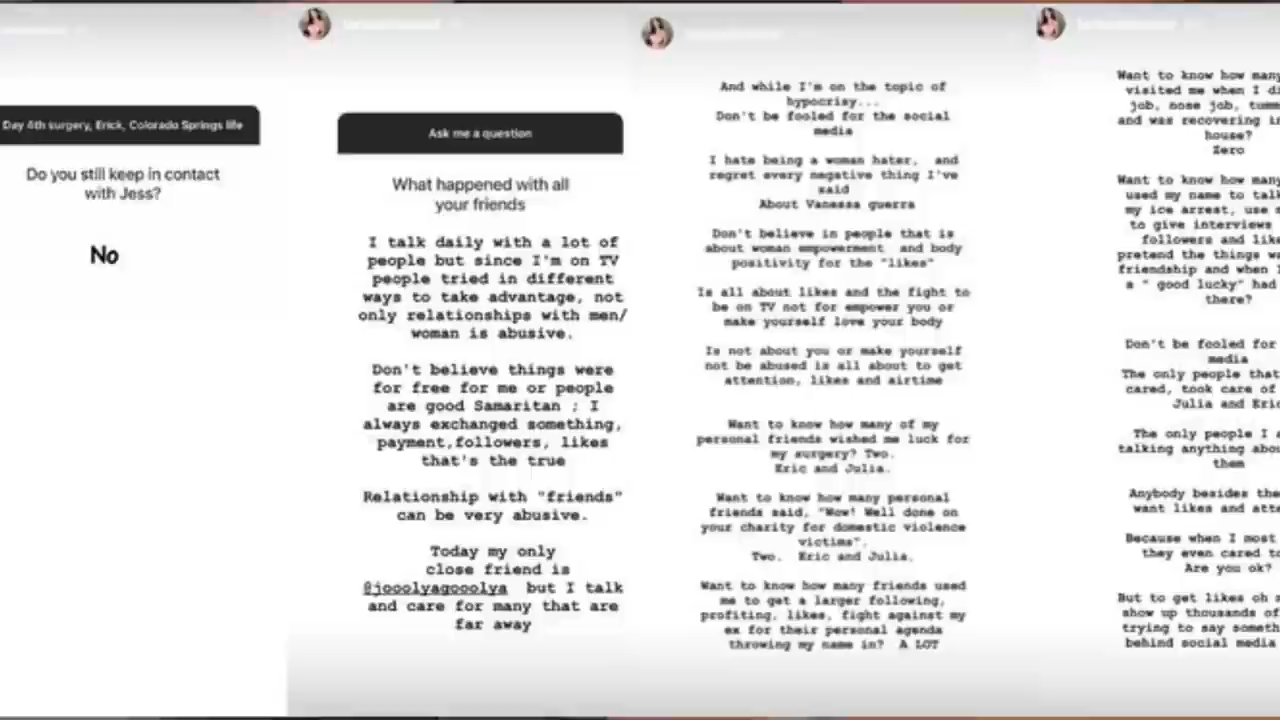 Day 4th surgery, Erick, Colorado Springs life
Do you still keep in contact
with Jess?
No
Ask me a question
What happened with all
your friends
I talk daily with a lot of
people but since I'm on TV
people tried in different
ways to take advantage, not
only relationships with men/
woman is abusive.
Don't believe things were
for free for me or people
are good Samaritan ; I
always exchanged something,
payment,followers, likes
that's the true
Relationship with "friends"
can be very abusive.
Today my only
close friend is
@jooolyagooolya but I talk
and care for many that are
far away
And while I'm on the topic of
hypocrisy...
Don't be fooled for the social
media
I hate being a woman hater, and
regret every negative thing I've
said
About Vanessa guerra
Don't believe in people that is
about woman empowerment and body
positivity for the "likes"
Is all about likes and the fight to
be on TV not for empower you or
make yourself love your body
Is not about you or make yourself
not be abused is all about to get
attention, likes and airtime
Want to know how many of my
personal friends wished me luck for
my surgery? Two.
Eric and Julia.
Want to know how many personal
friends said, "Wow! Well done on
your charity for domestic violence
victims".
Two. Eric and Julia.
Want to know how many friends used
me to get a larger following,
profiting, likes, fight against my
ex for their personal agenda
throwing my name in? A LOT
Want to know how many
visited me when I di
job, nose job, tumm
and was recovering in
house?
Zero
Want to know how many
used my name to talk
my ice arrest, use m
to give interviews
followers and like
pretend the things wa
friendship and when I
a " good lucky" had
there?
Don't be fooled for
media
The only people that
cared, took care of
Julia and Eric
The only people I a
talking anything abou
them
Anybody besides the
want likes and atte
Because when I most
they even cared to
Are you ok?
But to get likes oh s
show up thousands of
trying to say someth
behind social media